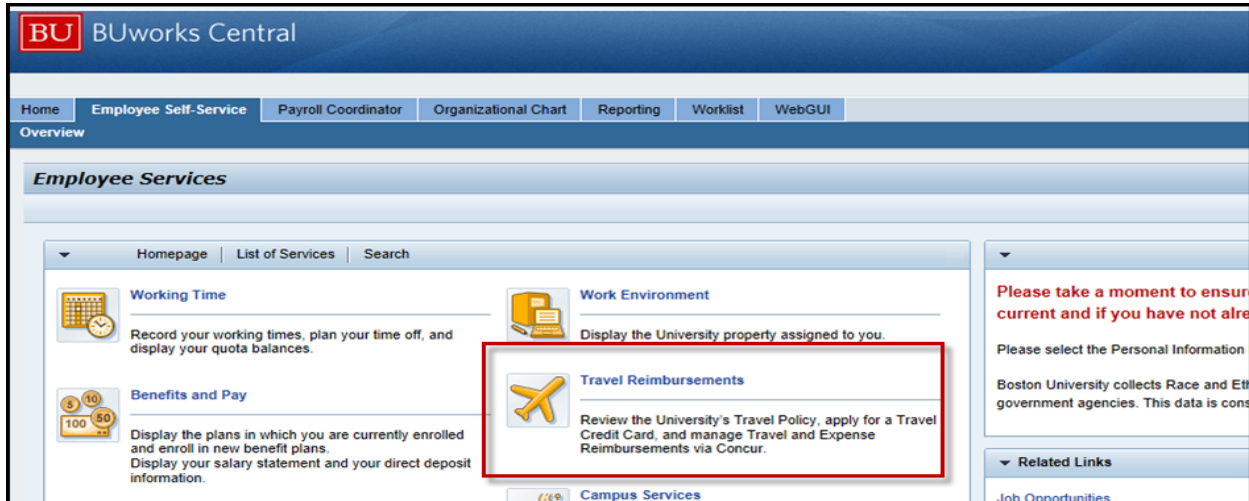 BU BUworks Central
Home Employee Self-Service Payroll Coordinator Organizational Chart Reporting Worklist WebGUI
Overview
Employee Services
Homepage List of Services Search
Working Time
Record your working times, plan your time off, and
display your quota balances.
Benefits and Pay
5 10
100 50
Display the plans in which you are currently enrolled
and enroll in new benefit plans.
Display your salary statement and your direct deposit
information.
Work Environment
Display the University property assigned to you.
Travel Reimbursements
Review the University's Travel Policy, apply for a Travel
Credit Card, and manage Travel and Expense
Reimbursements via Concur.
Campus Services
Please take a moment to
current and if you have not
Please select the Personal Information
Boston University collects Race and
government agencies. This data is
Related Links
Job Opportunities